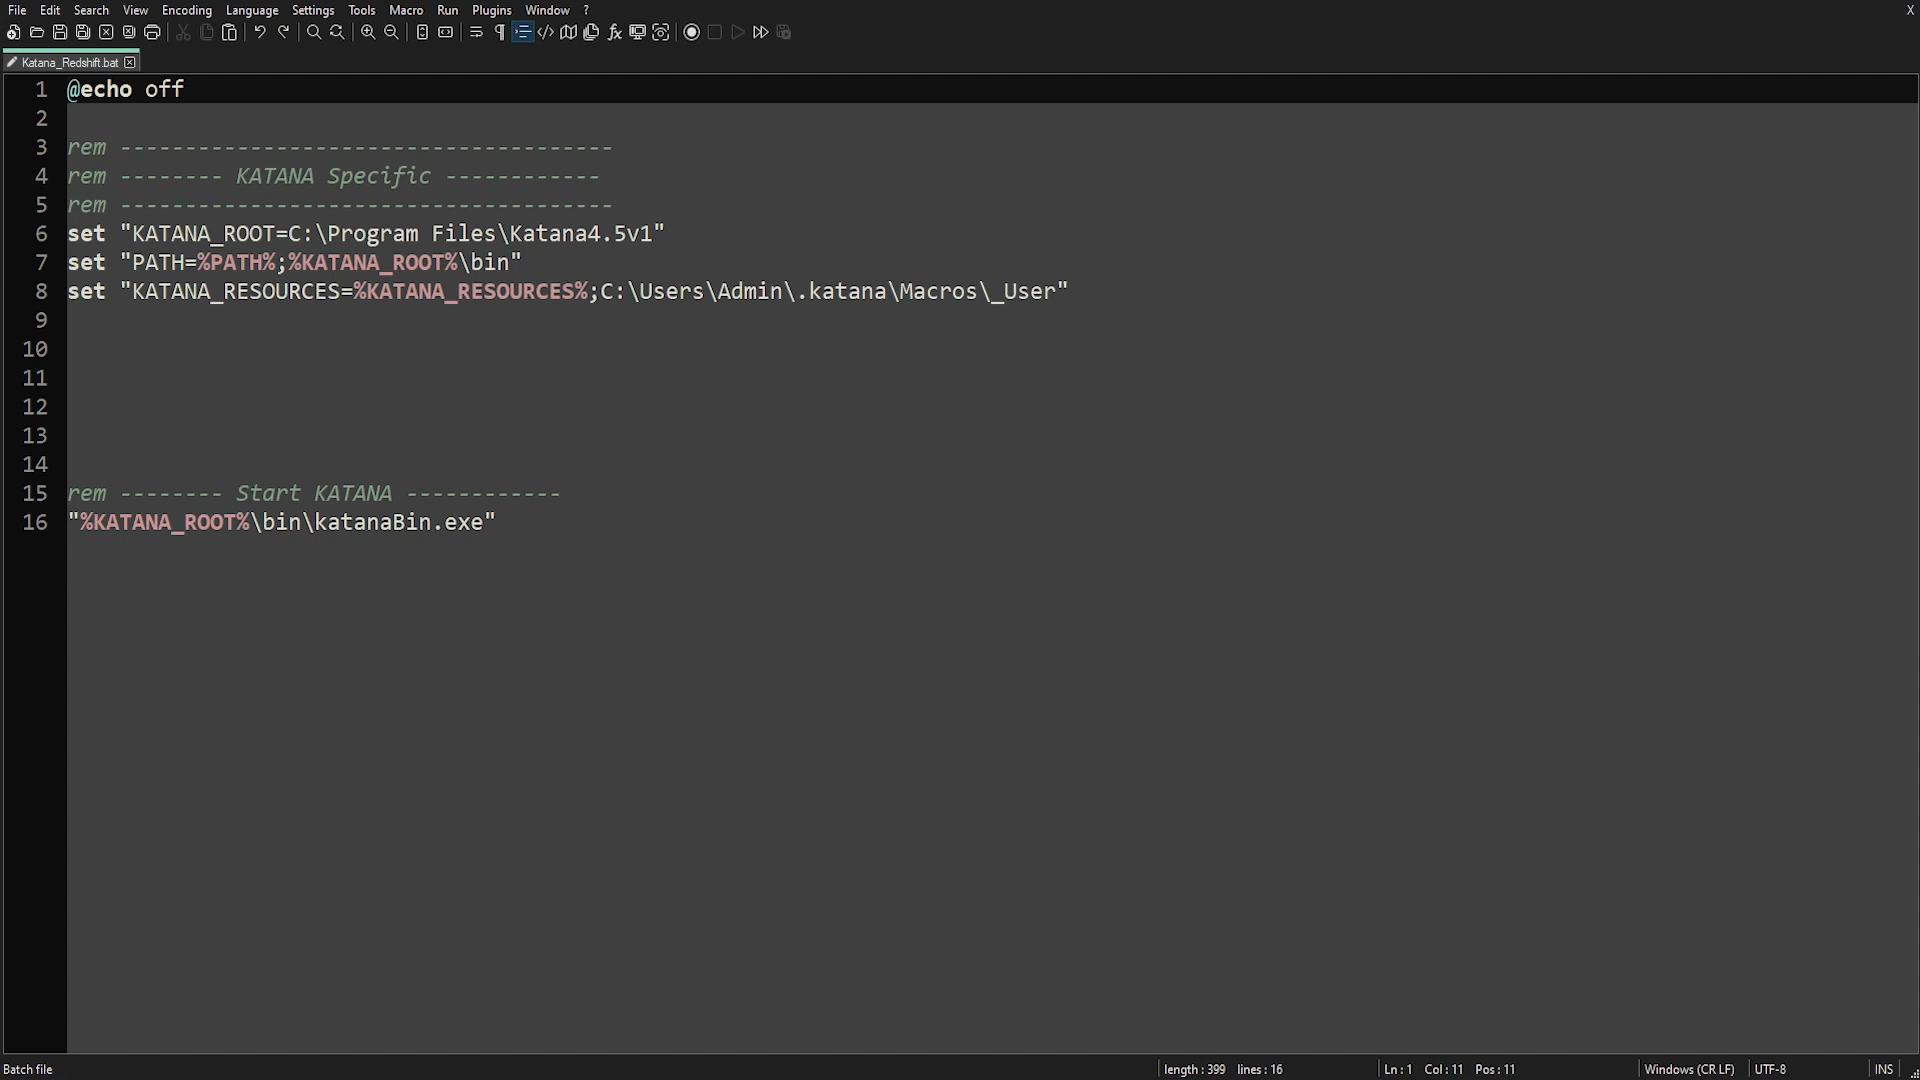 File Edit Search View Encoding Language Settings Tools Macro Run Plugins Window ? X
Katana_Redshift.bat
1 @echo off
2
3 rem --------------------------------------
4 rem -------- KATANA Specific ------------
5 rem --------------------------------------
6 set "KATANA_ROOT=C:\Program Files\Katana4.5v1"
7 set "PATH=%PATH%;%KATANA_ROOT%\bin"
8 set "KATANA_RESOURCES=%KATANA_RESOURCES%;C:\Users\Admin\.katana\Macros\_User"
9
10
11
12
13
14
15 rem -------- Start KATANA ------------
16 "%KATANA_ROOT%\bin\katanaBin.exe"
Batch file length : 399 lines : 16 Ln : 1 Col : 11 Pos : 11 Windows (CR LF) UTF-8 INS